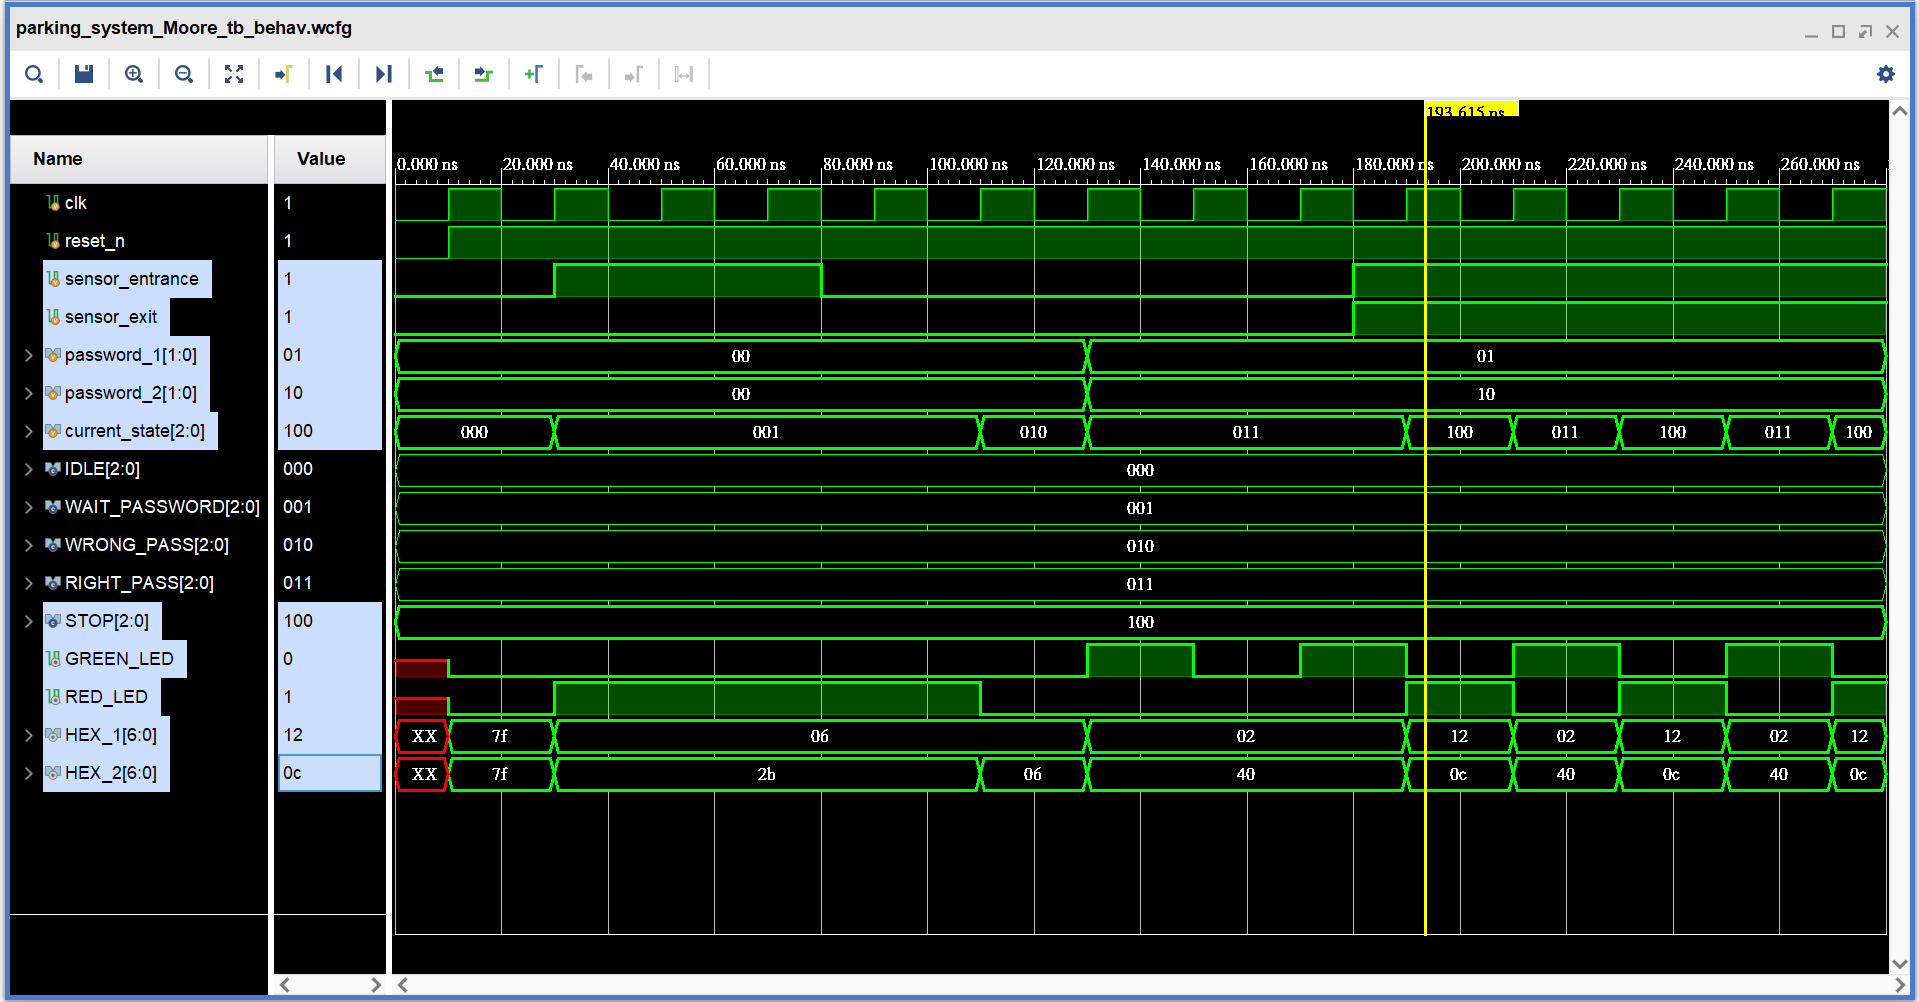 parking_system_Moore_tb_behav.wcfg
193.615 ns
Name Value 0.000 ns 20.000 ns 40.000 ns 60.000 ns 80.000 ns 100.000 ns 120.000 ns 140.000 ns 160.000 ns 180.000 ns 200.000 ns 220.000 ns 240.000 ns 260.000 ns
clk 1
reset_n 1
sensor_entrance 1
sensor_exit 1
password_1[1:0] 01 00 01
password_2[1:0] 10 00 10
current_state[2:0] 100 000 001 010 011 100 011 100 011 100
IDLE[2:0] 000 000
WAIT_PASSWORD[2:0] 001 001
WRONG_PASS[2:0] 010 010
RIGHT_PASS[2:0] 011 011
STOP[2:0] 100 100
GREEN_LED 0
RED_LED 1
HEX_1[6:0] 12 XX 7f 06 02 12 02 12 02 12
HEX_2[6:0] 0c XX 7f 2b 06 40 0c 40 0c 40 0c